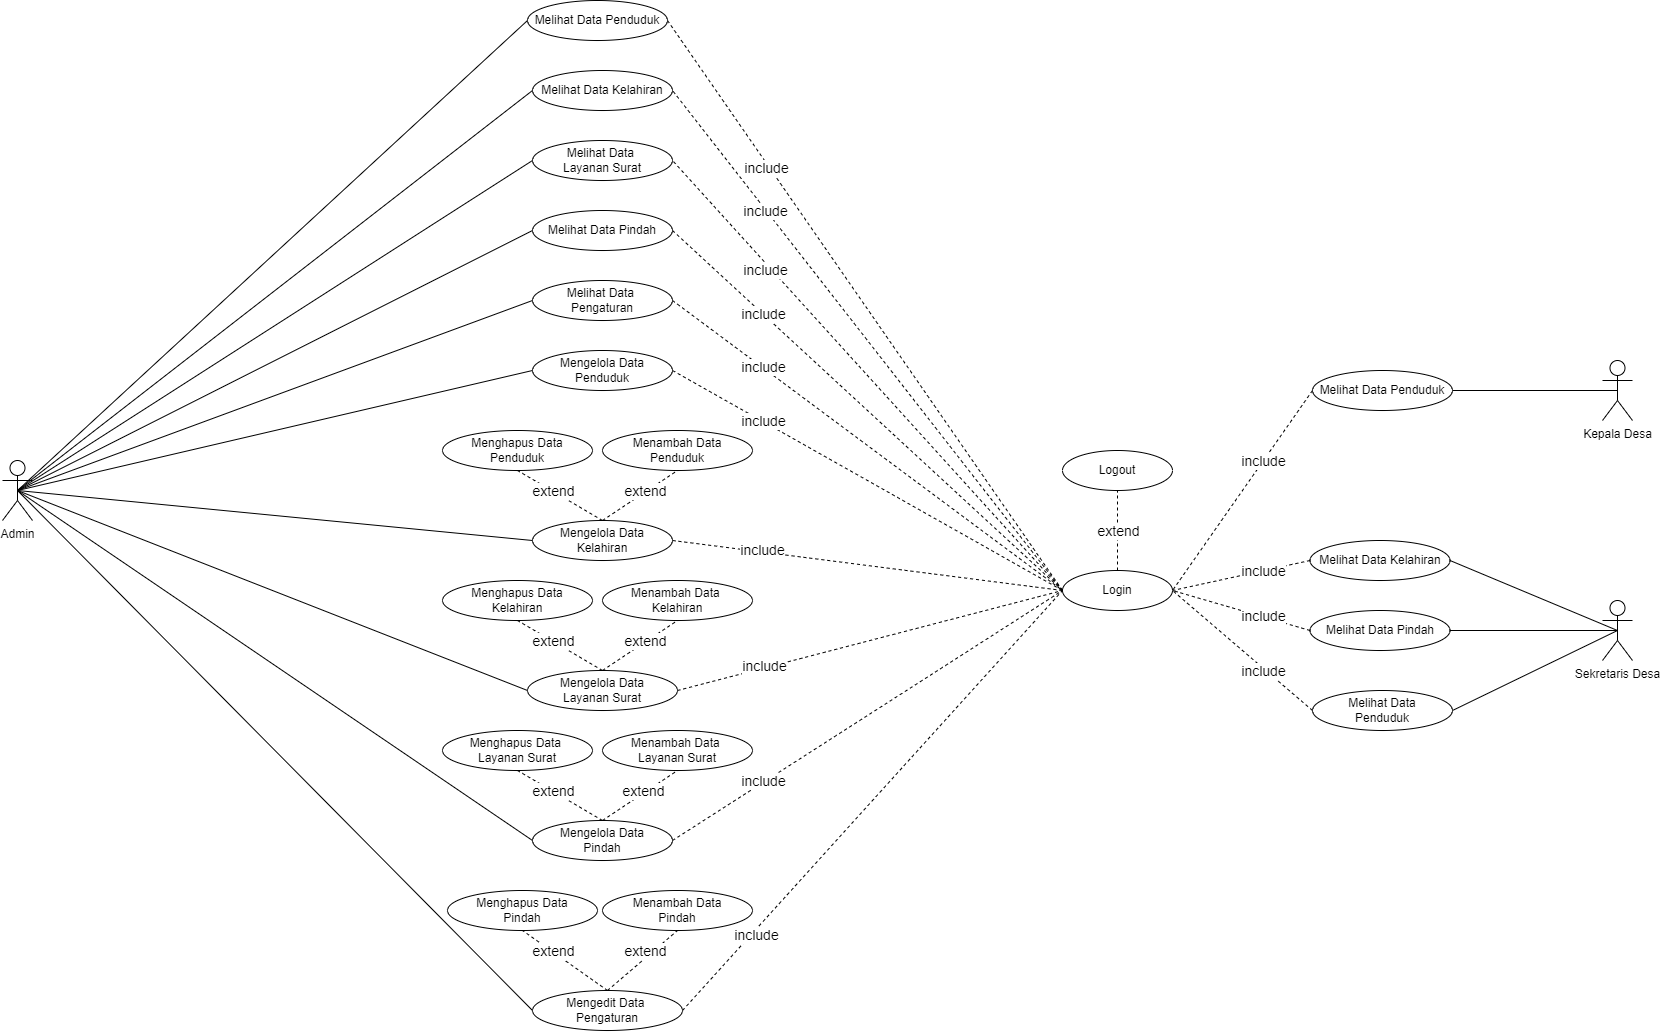 Melihat Data Penduduk
Melihat Data Kelahiran
Melihat Data
Layanan Surat
include
include
Melihat Data Pindah
include
Melihat Data
Pengaturan
include
Mengelola Data
Penduduk
include
include
Menghapus Data
Penduduk
Menambah Data
Penduduk
extend
extend
Admin
Mengelola Data
Kelahiran
include
Menghapus Data
Kelahiran
Menambah Data
Kelahiran
extend
extend
Mengelola Data
Layanan Surat
include
Menghapus Data
Layanan Surat
Menambah Data
Layanan Surat
extend
extend
Mengelola Data
Pindah
include
Menghapus Data
Pindah
Menambah Data
Pindah
extend
extend
include
Mengedit Data
Pengaturan
Logout
extend
Login
Melihat Data Penduduk
Kepala Desa
include
Melihat Data Kelahiran
include
include
Melihat Data Pindah
Sekretaris Desa
include
Melihat Data
Penduduk